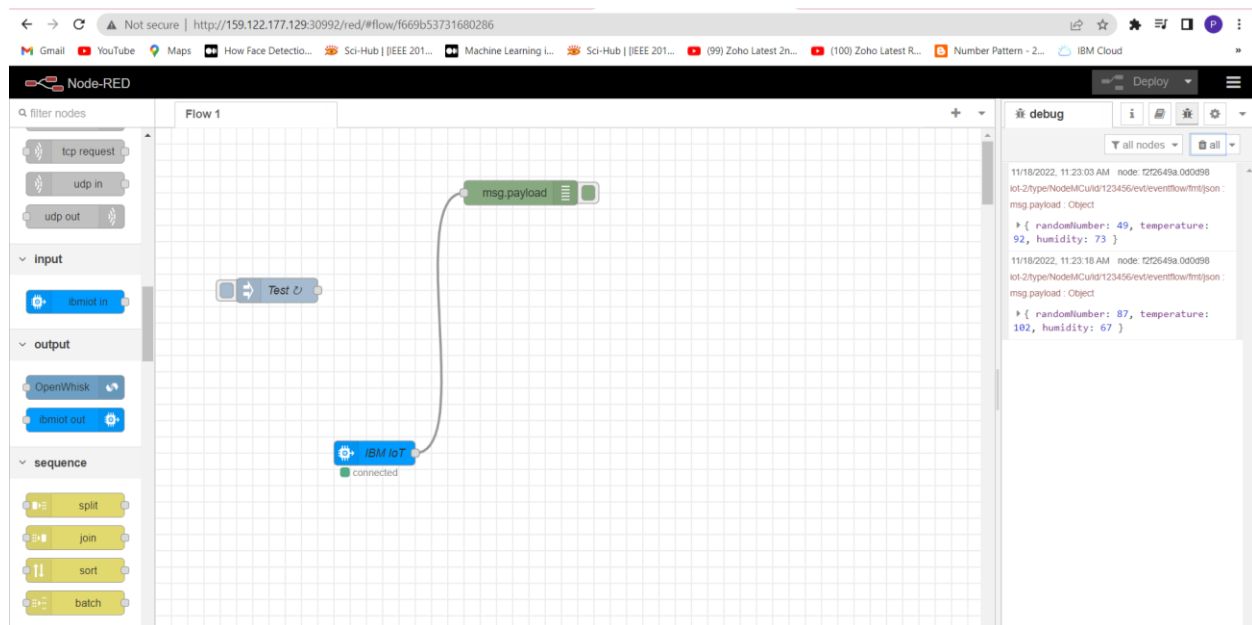 Not secure | http://159.122.177.129:30992/red/#flow/f669b53731680286
P
Gmail YouTube Maps How Face Detectio... Sci-Hub | [IEEE 201... Machine Learning i... Sci-Hub | [IEEE 201... (99) Zoho Latest 2n... (100) Zoho Latest R... Number Pattern - 2... IBM Cloud »
Node-RED
Deploy
filter nodes
tcp request
udp in
udp out
input
ibmiot in
output
OpenWhisk
ibmiot out
sequence
split
join
sort
batch
Flow 1
msg.payload
Test ↻
IBM IoT
connected
debug
i
all nodes
all
11/18/2022, 11:23:03 AM node: f2f2649a.0d0d98
iot-2/type/NodeMCu/id/123456/evt/eventflow/fmt/json :
msg.payload : Object
{ randomNumber: 49, temperature:
92, humidity: 73 }
11/18/2022, 11:23:18 AM node: f2f2649a.0d0d98
iot-2/type/NodeMCu/id/123456/evt/eventflow/fmt/json :
msg.payload : Object
{ randomNumber: 87, temperature:
102, humidity: 67 }